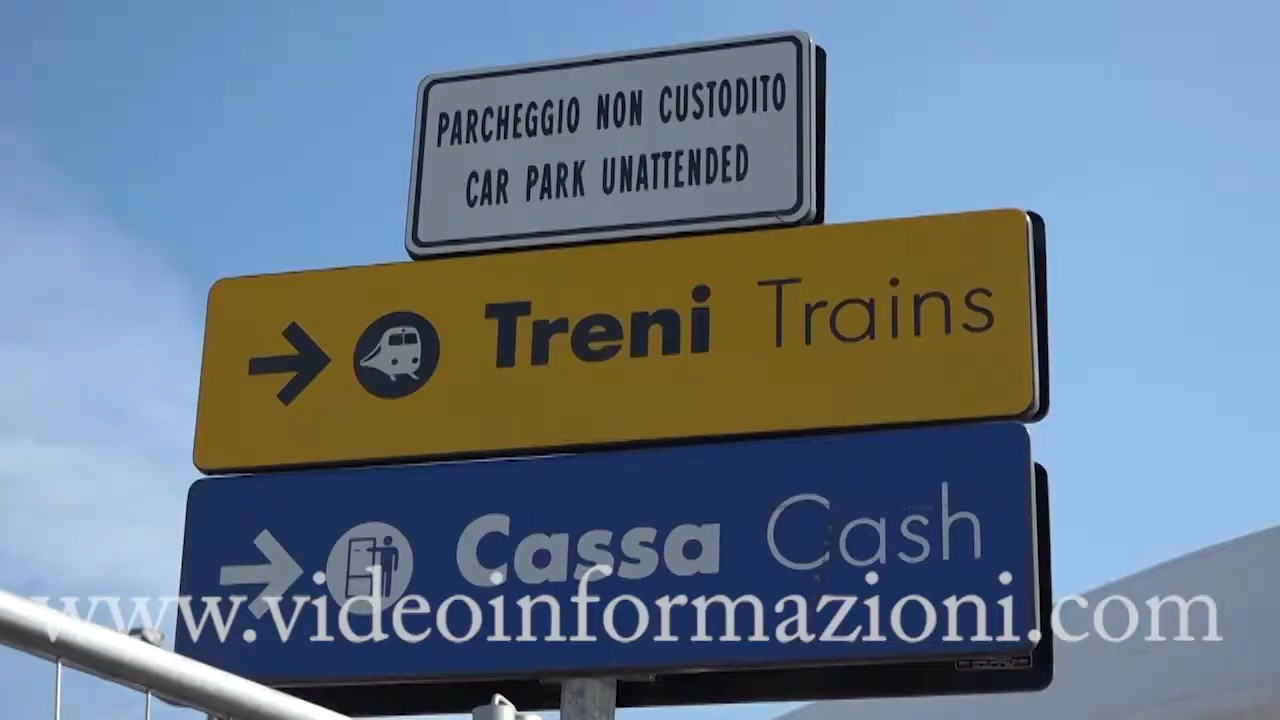 PARCHEGGIO NON CUSTODITO
CAR PARK UNATTENDED
Treni Trains
Cassa Cash
www.videoinformazioni.com